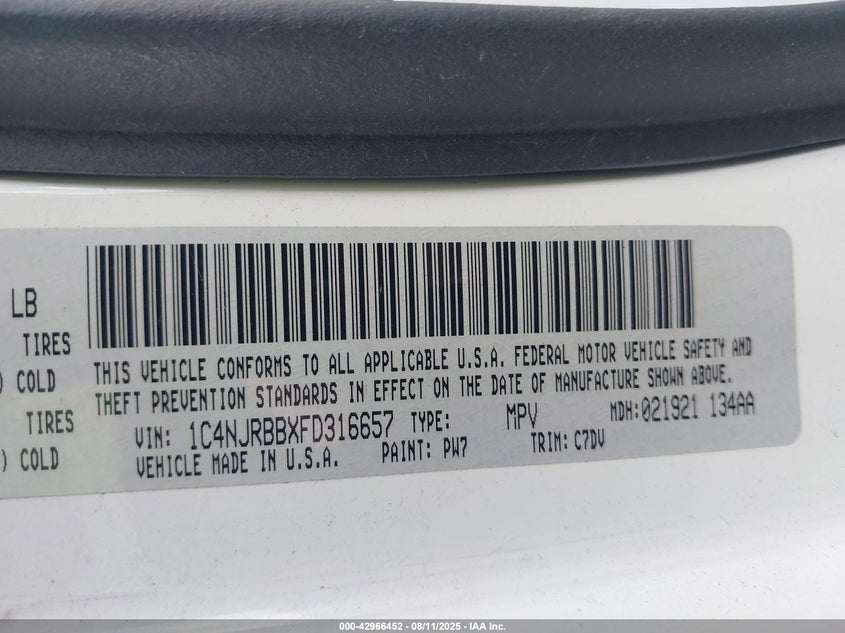 LB
TIRES
) COLD
TIRES
) COLD
THIS VEHICLE CONFORMS TO ALL APPLICABLE U.S.A. FEDERAL MOTOR VEHICLE SAFETY AND
THEFT PREVENTION STANDARDS IN EFFECT ON THE DATE OF MANUFACTURE SHOWN ABOVE.
VIN: 1C4NJRBBXFD316657 TYPE: MPV MDH:021921 134AA
VEHICLE MADE IN U.S.A. PAINT: PW7 TRIM: C7DV
000-42966452 - 08/11/2025 - IAA Inc.